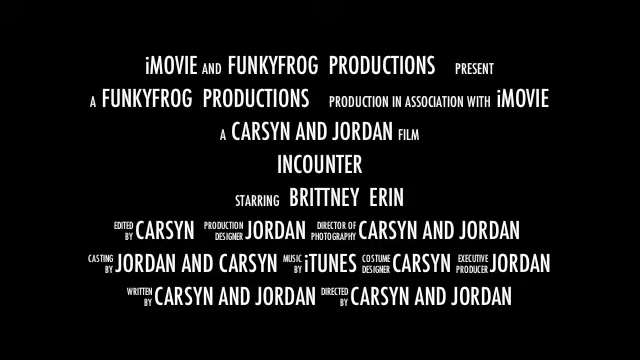 iMOVIE AND FUNKYFROG PRODUCTIONS PRESENT
A FUNKYFROG PRODUCTIONS PRODUCTION IN ASSOCIATION WITH iMOVIE
A CARSYN AND JORDAN FILM
INCOUNTER
STARRING BRITTNEY ERIN
EDITED BY CARSYN PRODUCTION DESIGNER JORDAN DIRECTOR OF PHOTOGRAPHY CARSYN AND JORDAN
CASTING BY JORDAN AND CARSYN MUSIC BY iTUNES COSTUME DESIGNER CARSYN EXECUTIVE PRODUCER JORDAN
WRITTEN BY CARSYN AND JORDAN DIRECTED BY CARSYN AND JORDAN